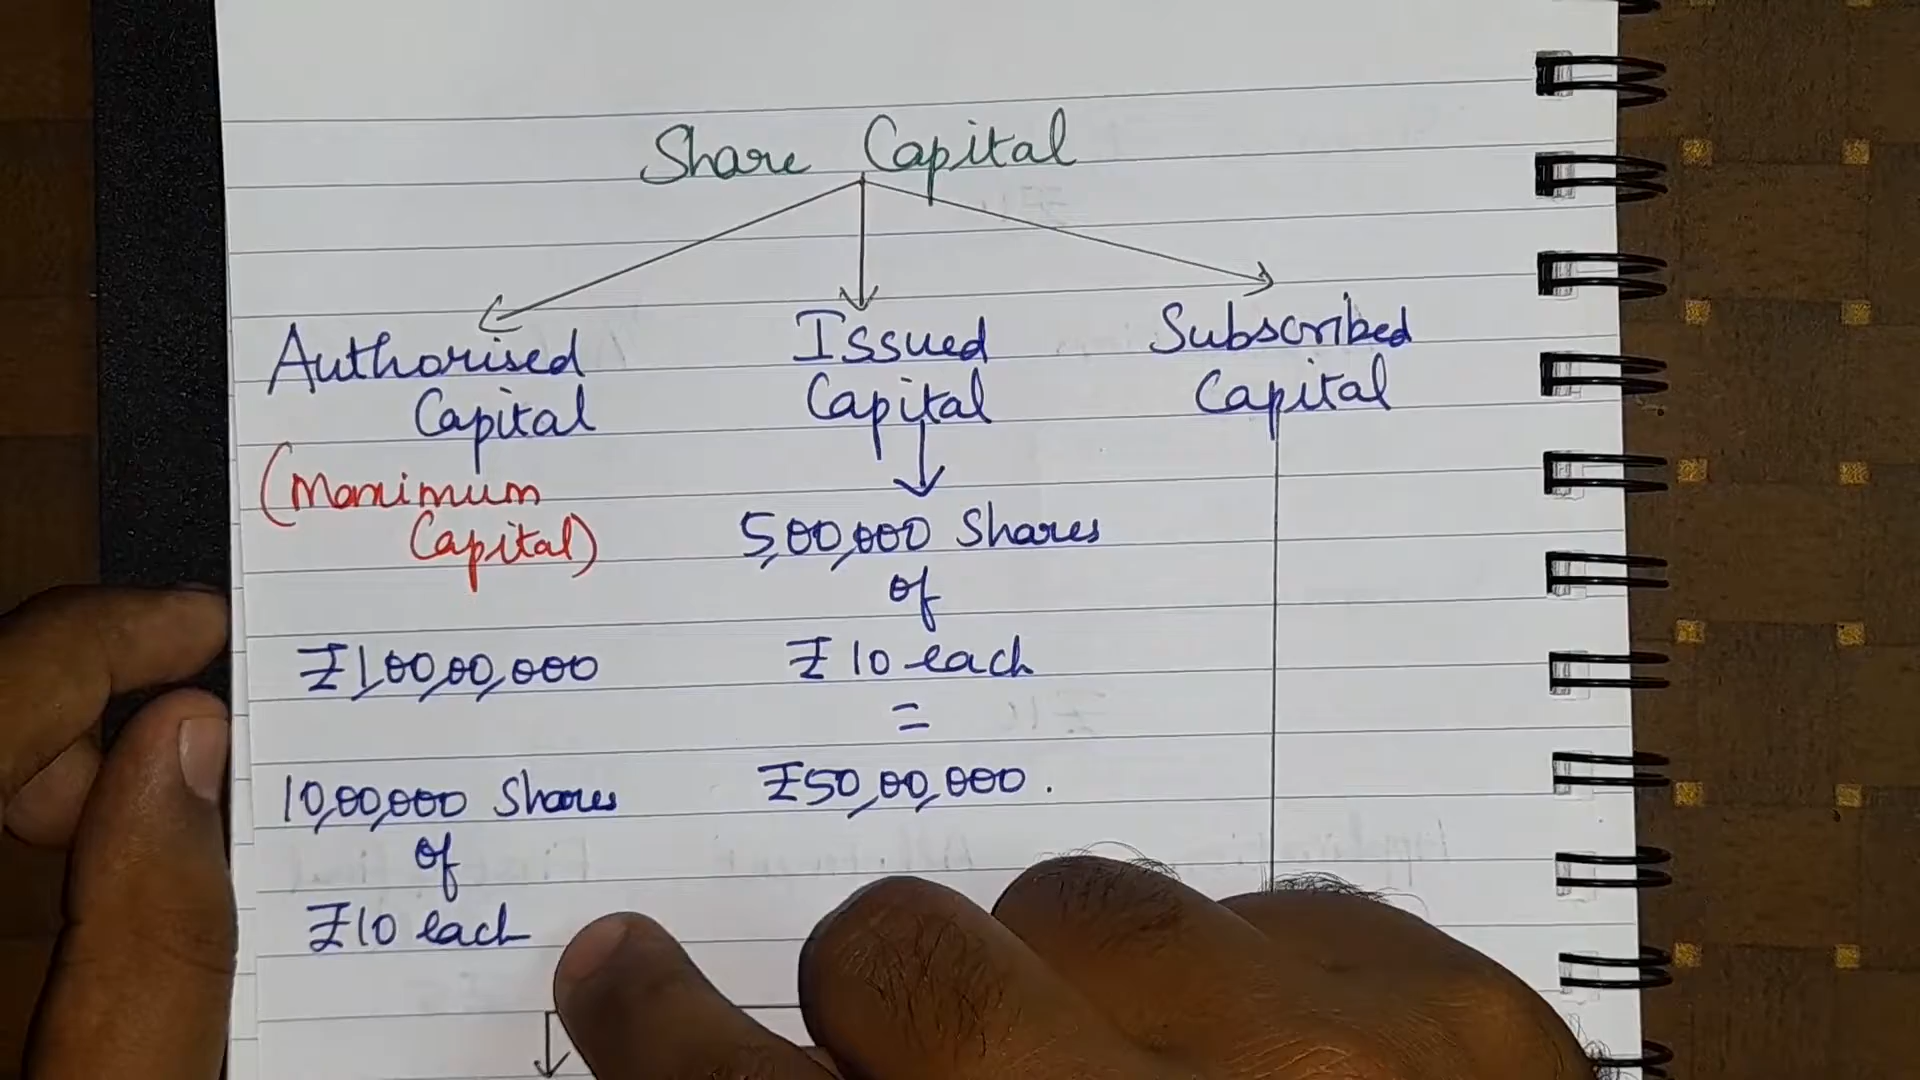 Share Capital
Authorised
Capital
(Maximum
Capital)
₹1,00,00,000
10,00,000 Shares
of
₹10 each
Issued
Capital
5,00,000 Shares
of
₹10 each
=
₹50,00,000.
Subscribed
Capital